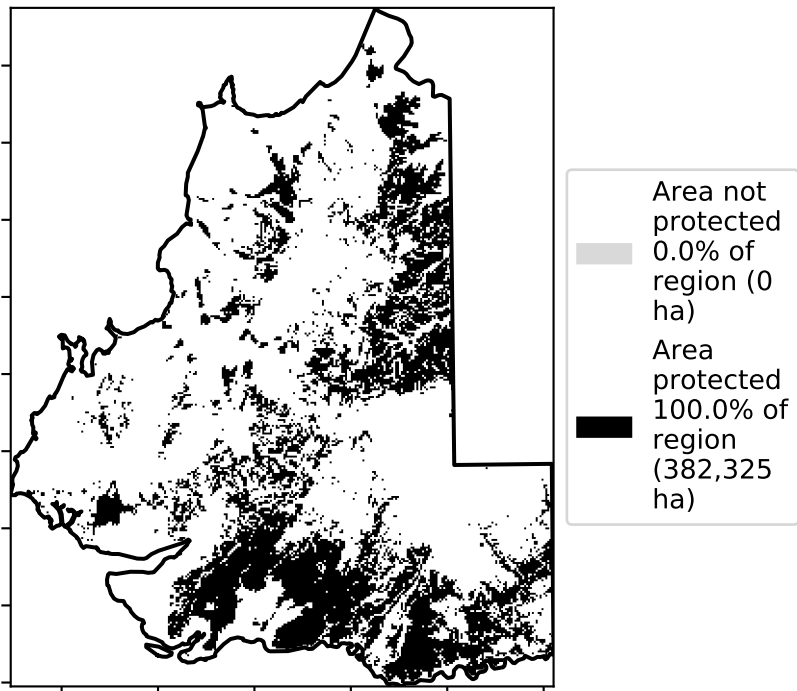 Area not
protected
0.0% of
region (0
ha)
Area
protected
100.0% of
region
(382,325
ha)